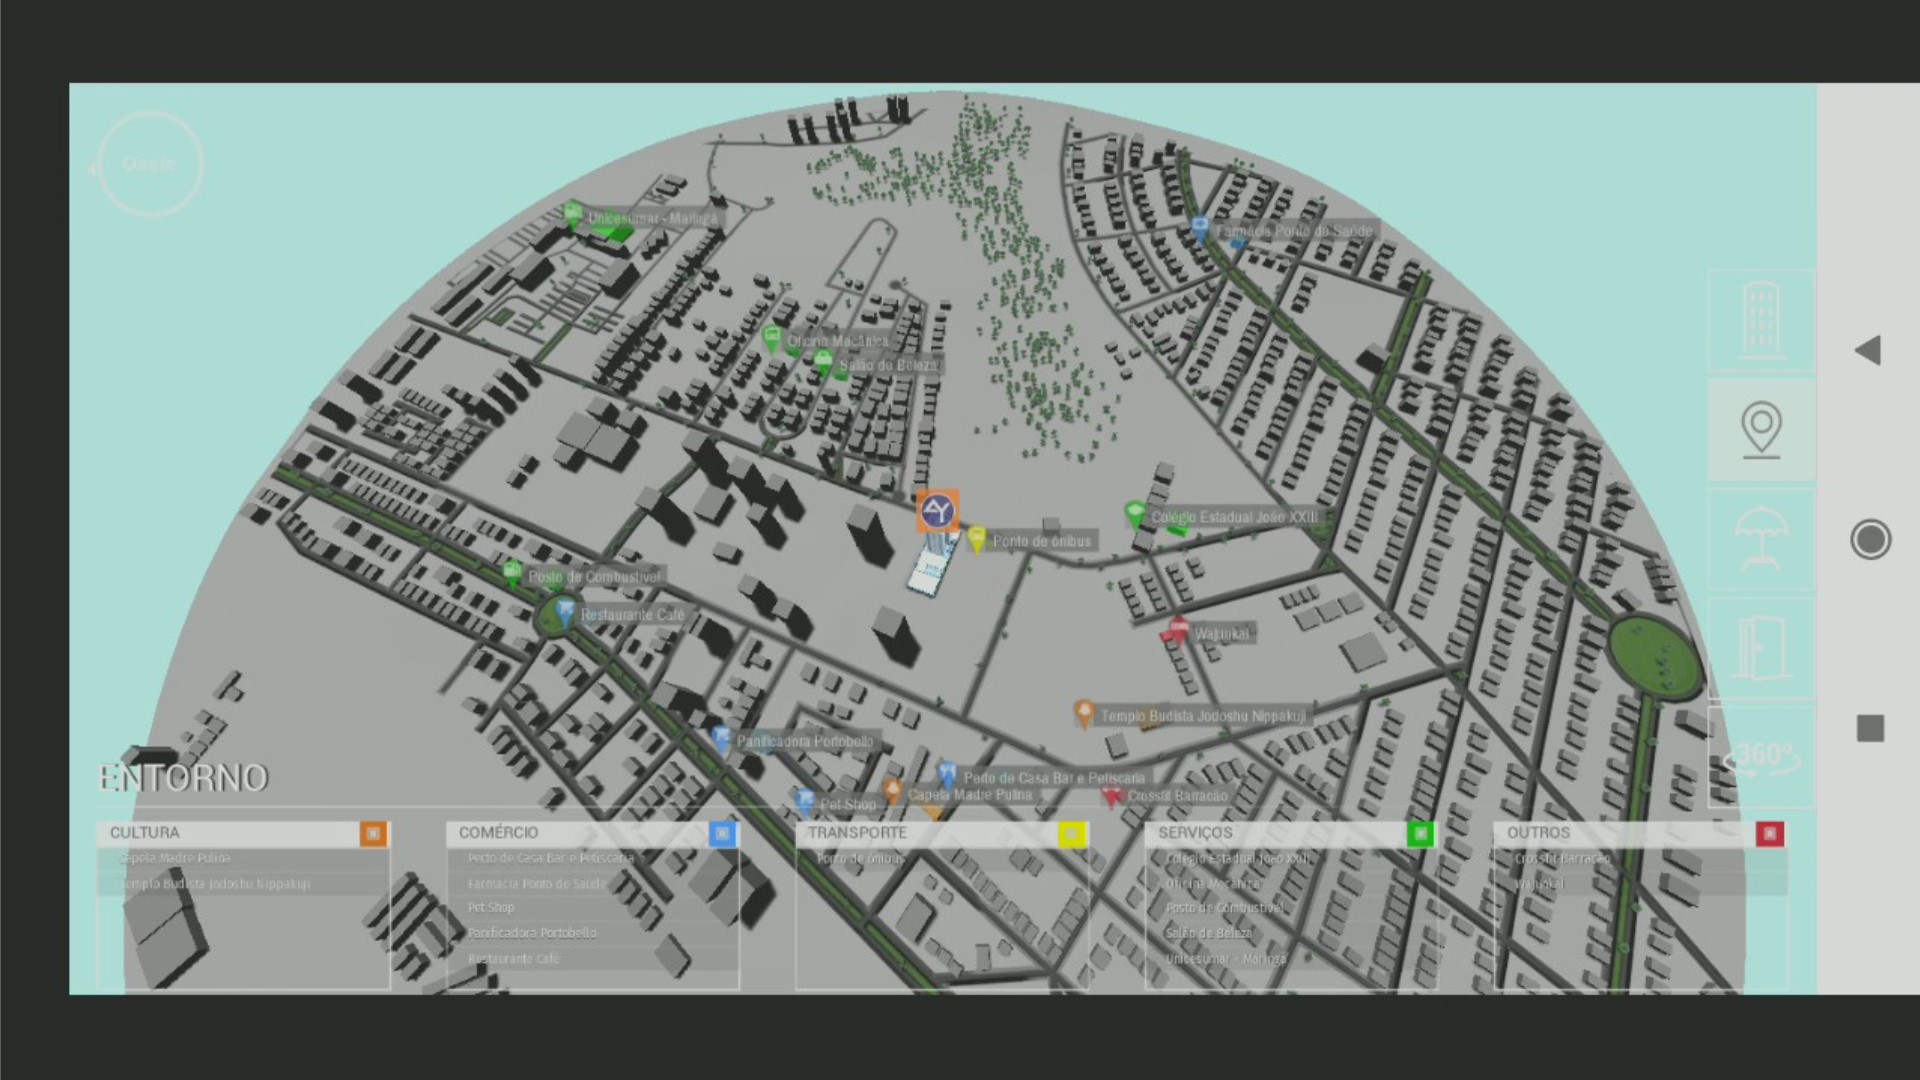 Oeste
Unicesumar - Maringá
Farmácia Ponto de Saúde
Oficina Mecânica
Salão de Beleza
Colégio Estadual João XXIII
Ponto de ônibus
Posto de Combustível
Restaurante Café
Wajunkai
Templo Budista Jodoshu Nippakuji
Panificadora Portobello
Perto de Casa Bar e Petiscaria
Capela Madre Pulina
Crossfit Barracão
Pet Shop
360°
ENTORNO
CULTURA
Capela Madre Pulina
Templo Budista Jodoshu Nippakuji
COMÉRCIO
Perto de Casa Bar e Petiscaria
Farmácia Ponto de Saúde
Pet Shop
Panificadora Portobello
Restaurante Café
TRANSPORTE
Ponto de ônibus
SERVIÇOS
Colégio Estadual João XXIII
Oficina Mecânica
Posto de Combustível
Salão de Beleza
Unicesumar - Maringá
OUTROS
Crossfit Barracão
Wajunkai